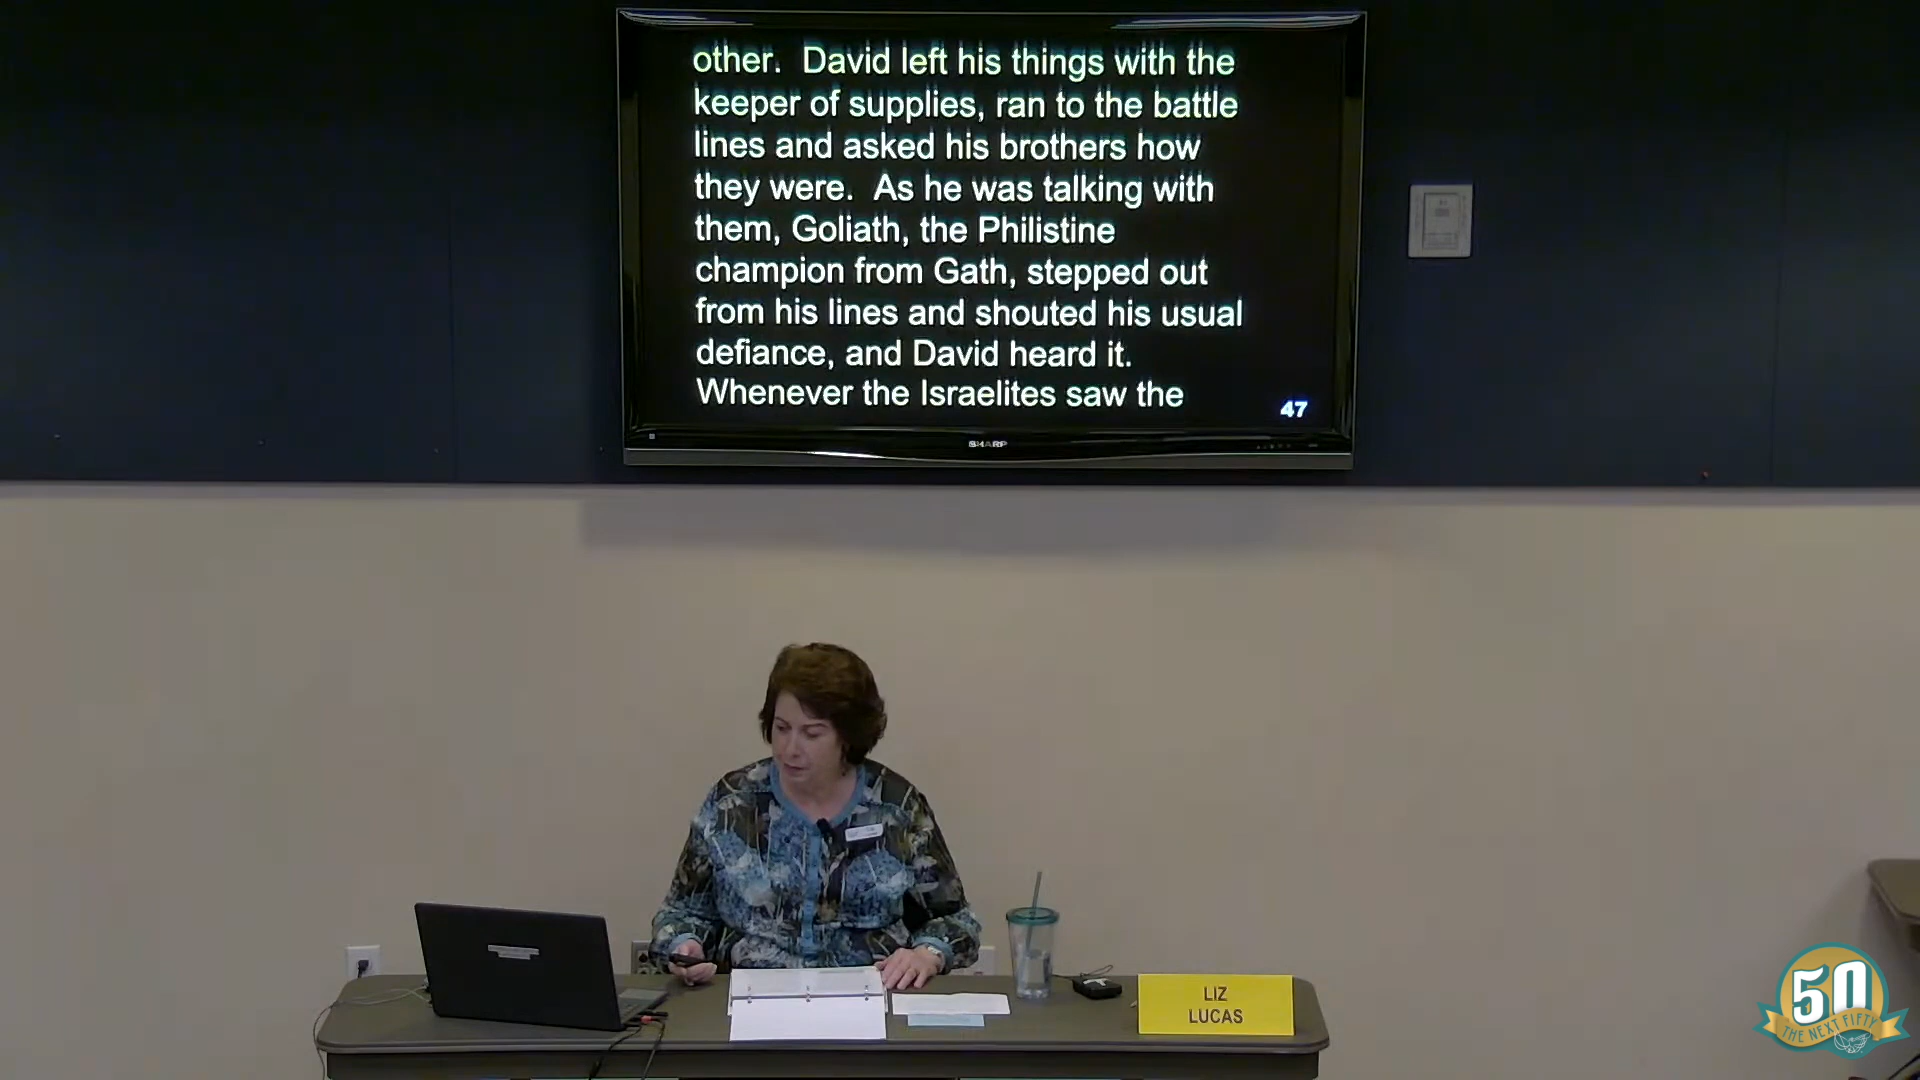 other.  David left his things with the
keeper of supplies, ran to the battle
lines and asked his brothers how
they were.  As he was talking with
them, Goliath, the Philistine
champion from Gath, stepped out
from his lines and shouted his usual
defiance, and David heard it.
Whenever the Israelites saw the
47
SHARP
LIZ
LUCAS
50
THE NEXT FIFTY